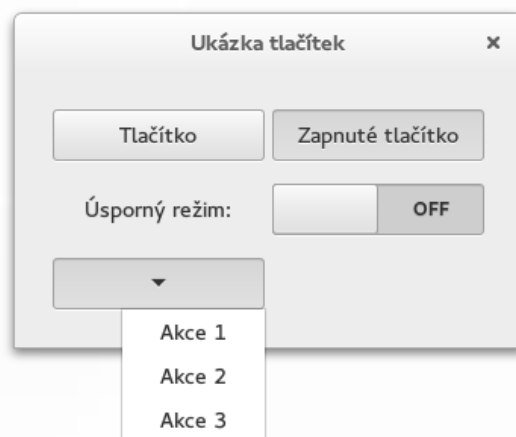 Ukázka tlačítek
Tlačítko
Zapnuté tlačítko
Úsporný režim:
OFF
Akce 1
Akce 2
Akce 3